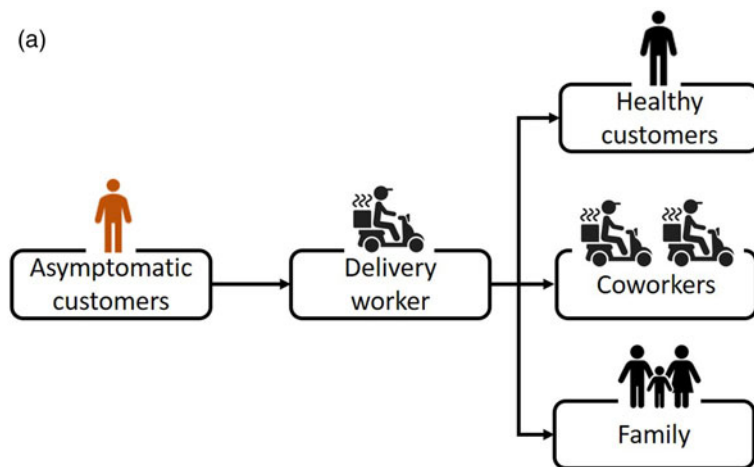 (a)
Healthy
customers
Asymptomatic
customers
Delivery
worker
Coworkers
Family